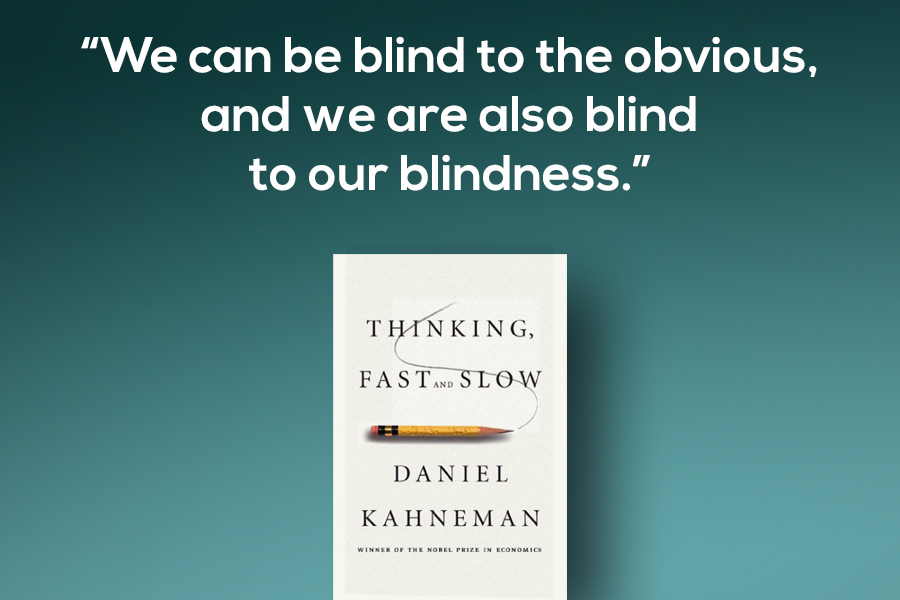 “We can be blind to the obvious,
and we are also blind
to our blindness.”
THINKING,
FAST AND SLOW
DANIEL
KAHNEMAN
WINNER OF THE NOBEL PRIZE IN ECONOMICS